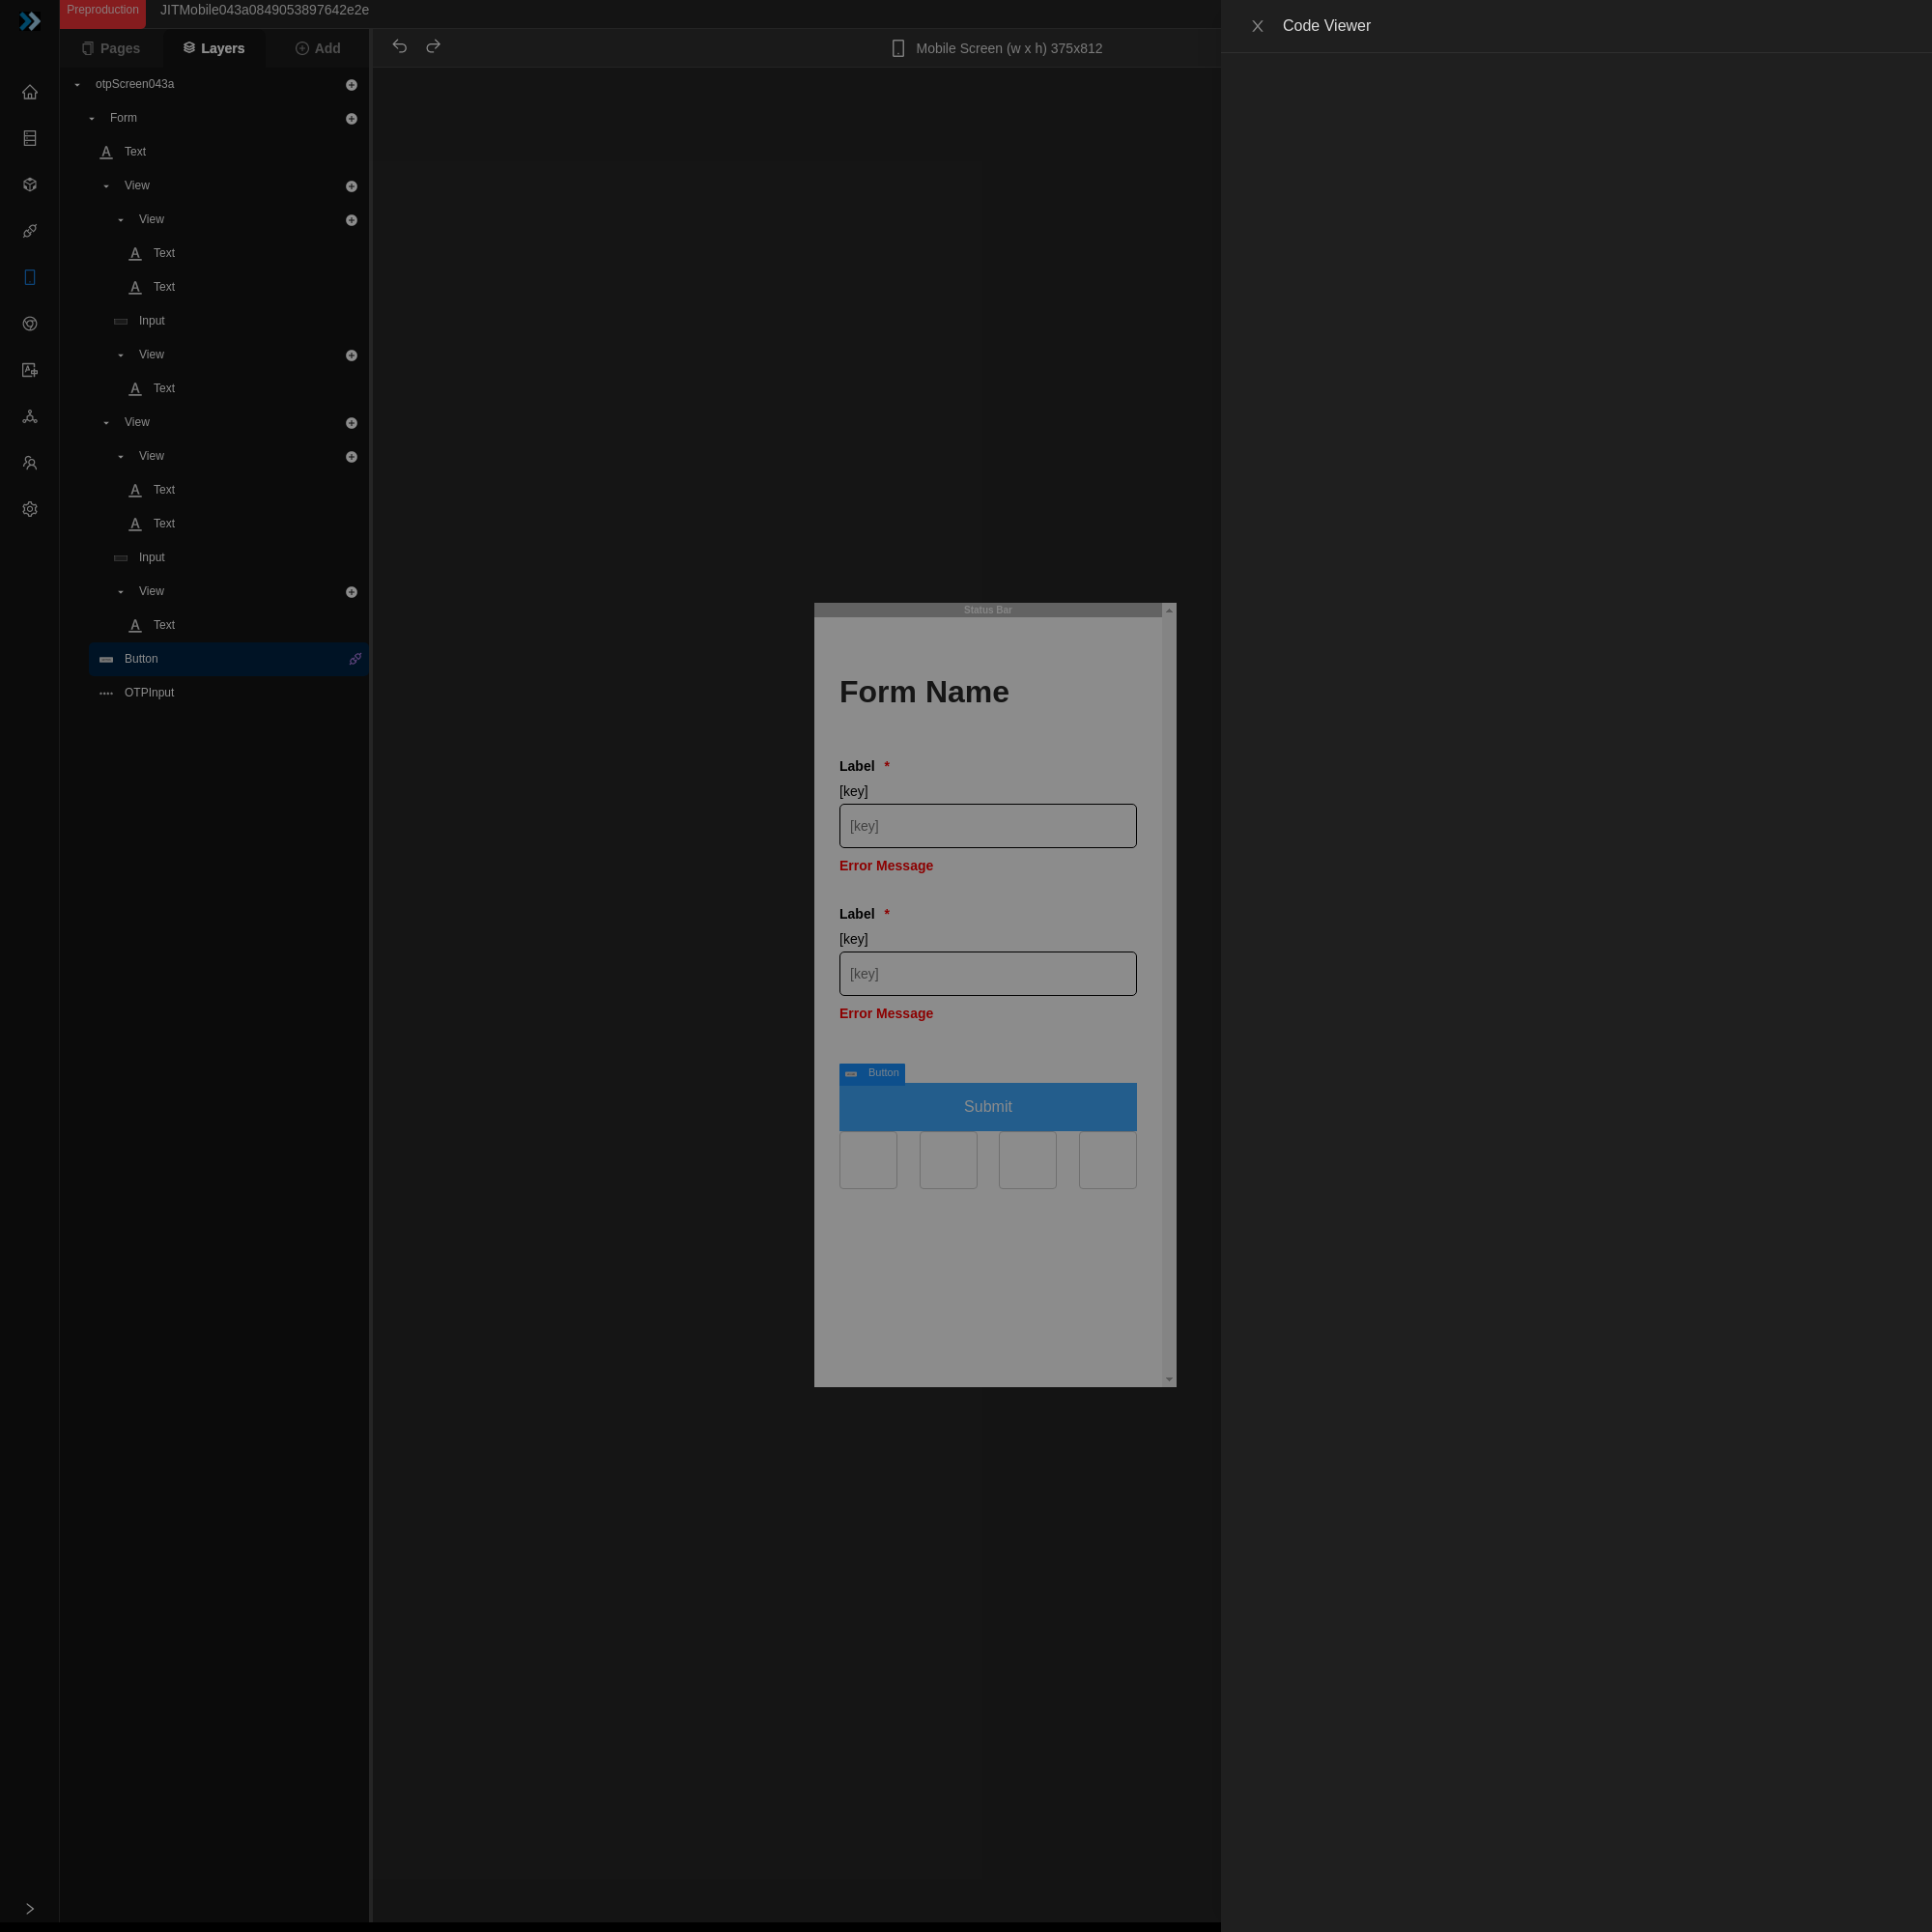 Preproduction
JITMobile043a0849053897642e2e
Code Viewer
Pages
Layers
Add
Mobile Screen (w x h) 375x812
otpScreen043a
Form
Text
View
View
Text
Text
Input
View
Text
View
View
Text
Text
Input
View
Text
Button
OTPInput
Status Bar
Form Name
Label *
[key]
[key]
Error Message
Label *
[key]
[key]
Error Message
Button
Submit